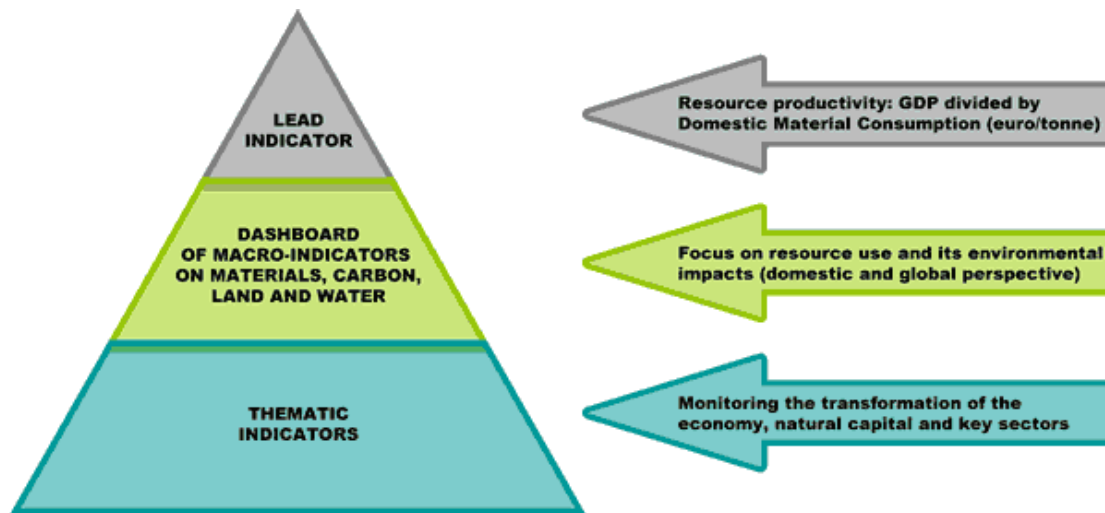 LEAD
INDICATOR
Resource productivity: GDP divided by
Domestic Material Consumption (euro/tonne)
DASHBOARD
OF MACRO-INDICATORS
ON MATERIALS, CARBON,
LAND AND WATER
Focus on resource use and its environmental
impacts (domestic and global perspective)
THEMATIC
INDICATORS
Monitoring the transformation of the
economy, natural capital and key sectors